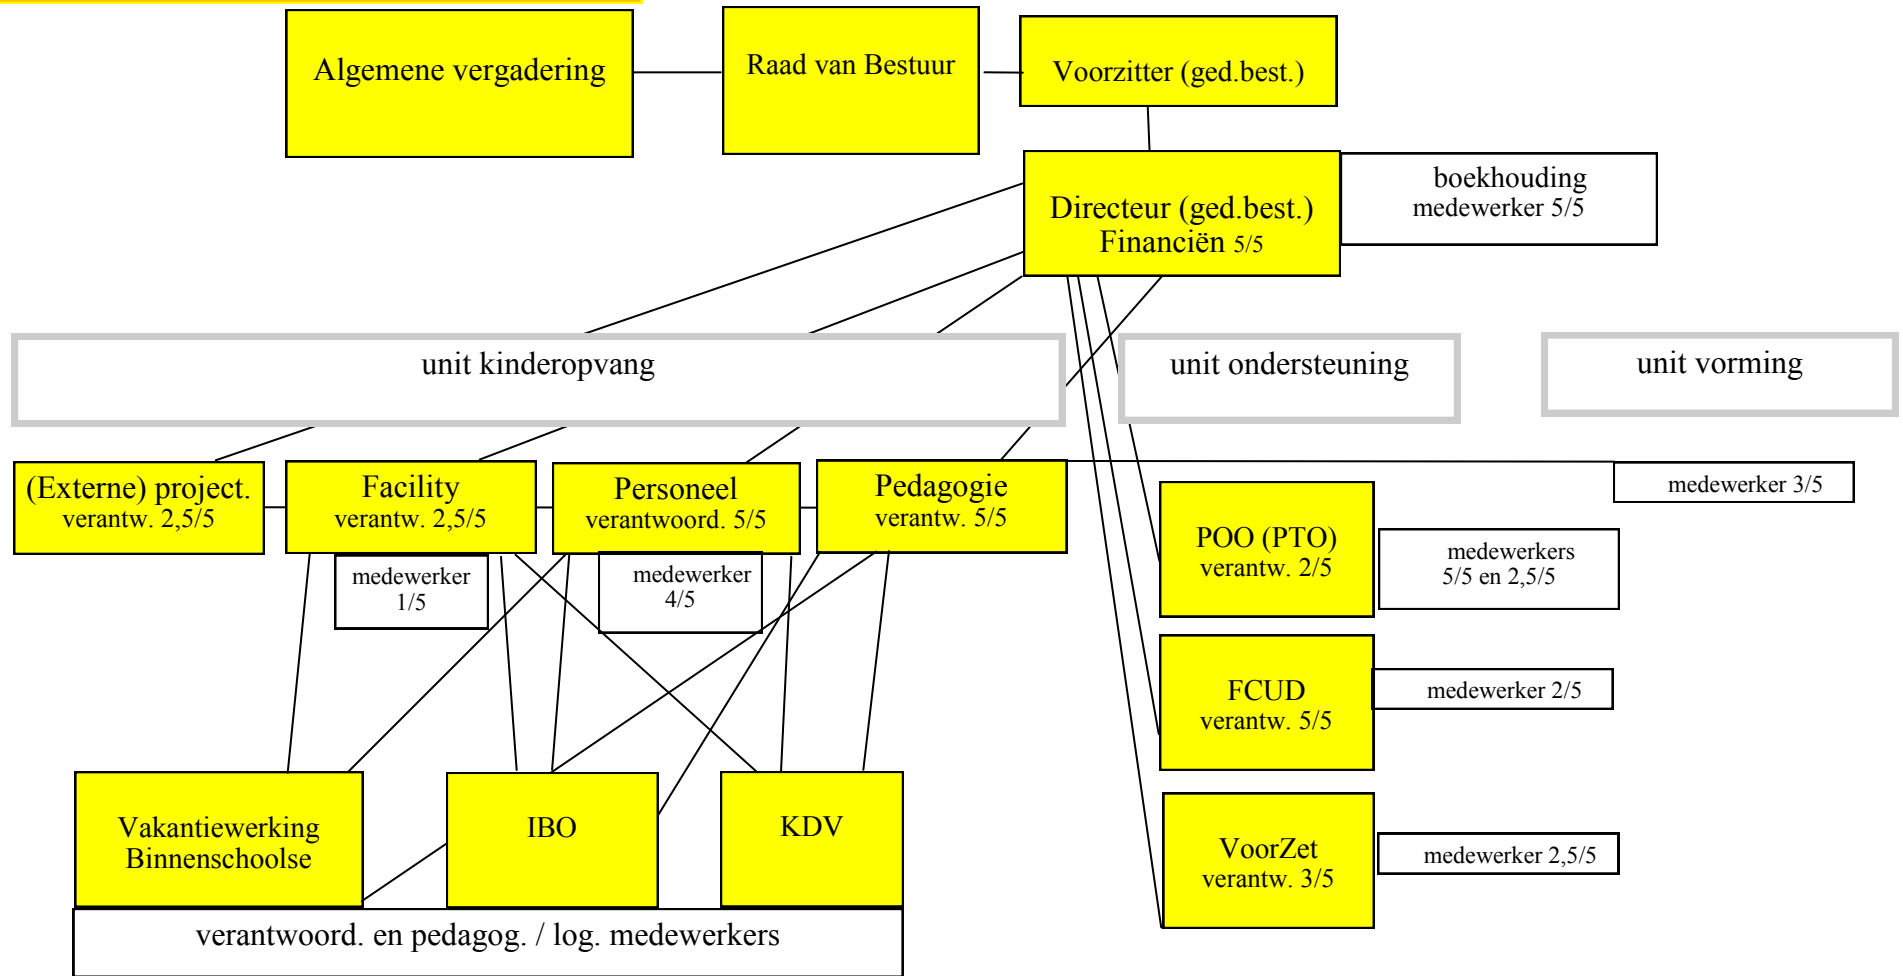 Algemene vergadering
Raad van Bestuur
Voorzitter (ged.best.)
Directeur (ged.best.)
Financiën 5/5
boekhouding
medewerker 5/5
unit kinderopvang
unit ondersteuning
unit vorming
(Externe) project.
verantw. 2,5/5
Facility
verantw. 2,5/5
Personeel
verantwoord. 5/5
Pedagogie
verantw. 5/5
medewerker 3/5
medewerker
1/5
medewerker
4/5
POO (PTO)
verantw. 2/5
medewerkers
5/5 en 2,5/5
FCUD
verantw. 5/5
medewerker 2/5
Vakantiewerking
Binnenschoolse
IBO
KDV
VoorZet
verantw. 3/5
medewerker 2,5/5
verantwoord. en pedagog. / log. medewerkers